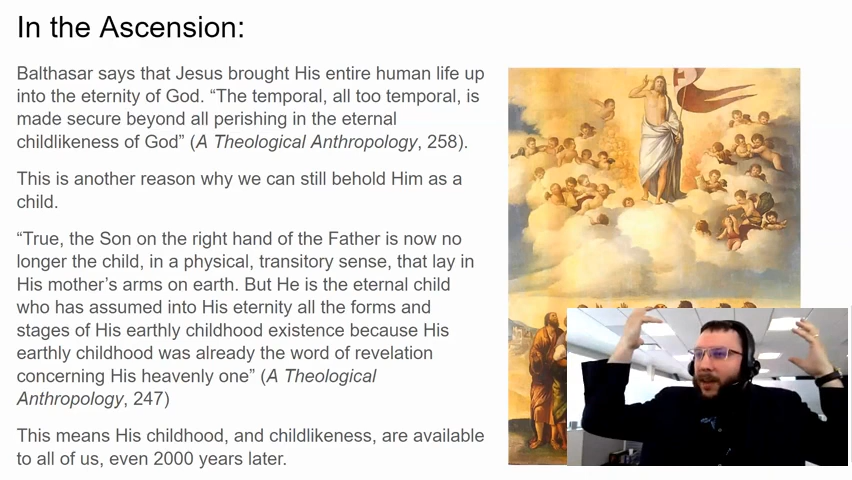 In the Ascension:
Balthasar says that Jesus brought His entire human life up
into the eternity of God. “The temporal, all too temporal, is
made secure beyond all perishing in the eternal
childlikeness of God” (A Theological Anthropology, 258).
This is another reason why we can still behold Him as a
child.
“True, the Son on the right hand of the Father is now no
longer the child, in a physical, transitory sense, that lay in
His mother’s arms on earth. But He is the eternal child
who has assumed into His eternity all the forms and
stages of His earthly childhood existence because His
earthly childhood was already the word of revelation
concerning His heavenly one” (A Theological
Anthropology, 247)
This means His childhood, and childlikeness, are available
to all of us, even 2000 years later.